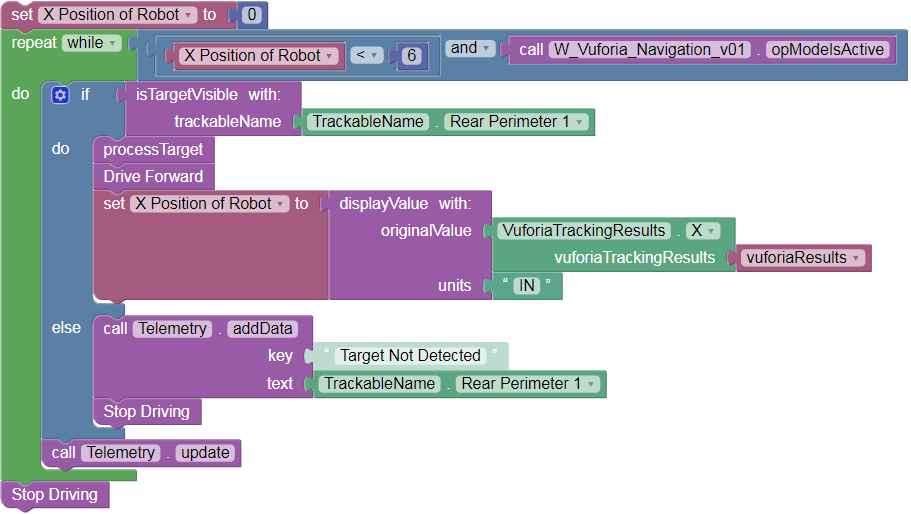 set X Position of Robot to 0
repeat while X Position of Robot < 6 and call W_Vuforia_Navigation_v01 . opModeIsActive
do if isTargetVisible with:
trackableName TrackableName . Rear Perimeter 1
do processTarget
Drive Forward
set X Position of Robot to displayValue with:
originalValue VuforiaTrackingResults . X
vuforiaTrackingResults vuforiaResults
units “ IN ”
else call Telemetry . addData
key “ Target Not Detected ”
text TrackableName . Rear Perimeter 1
Stop Driving
call Telemetry . update
Stop Driving